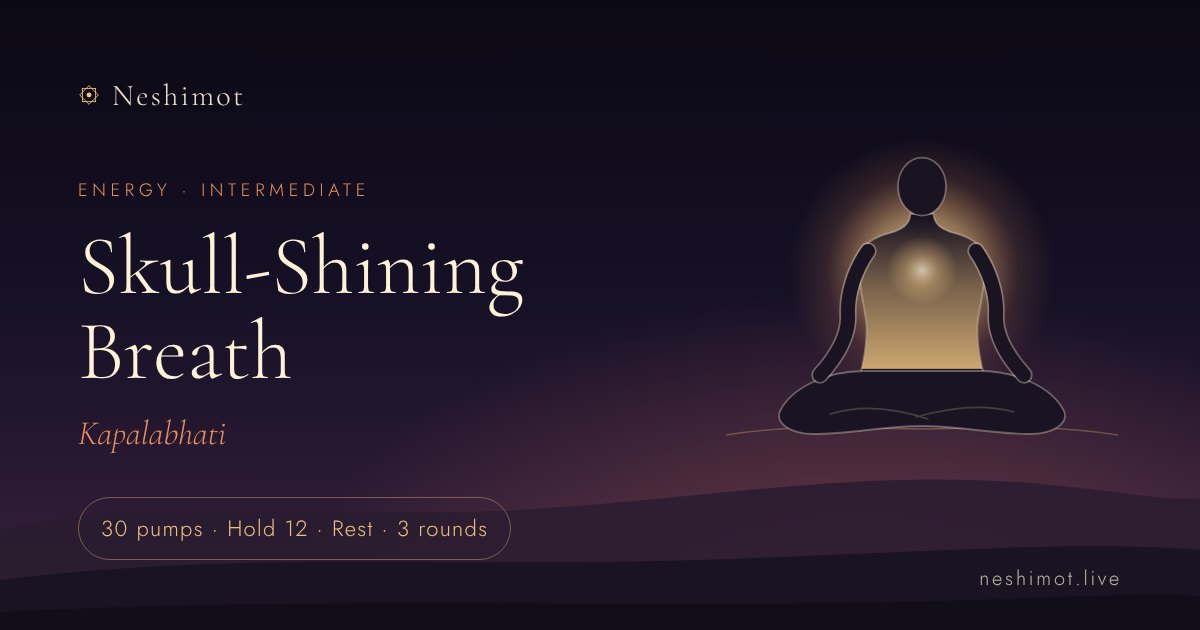 Neshimot
ENERGY · INTERMEDIATE
Skull-Shining
Breath
Kapalabhati
30 pumps · Hold 12 · Rest · 3 rounds
neshimot.live